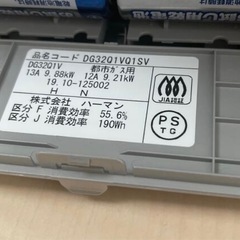 品名コード DG32Q1VQ1SV
DG32Q1V 都市ガス用
13A 9.88kW 12A 9.21kW
19.10-125002
H N
株式会社 ハーマン
区分 F 消費効率 55.6%
区分 J 消費効率 190Wh
JIA認証
PS
TG